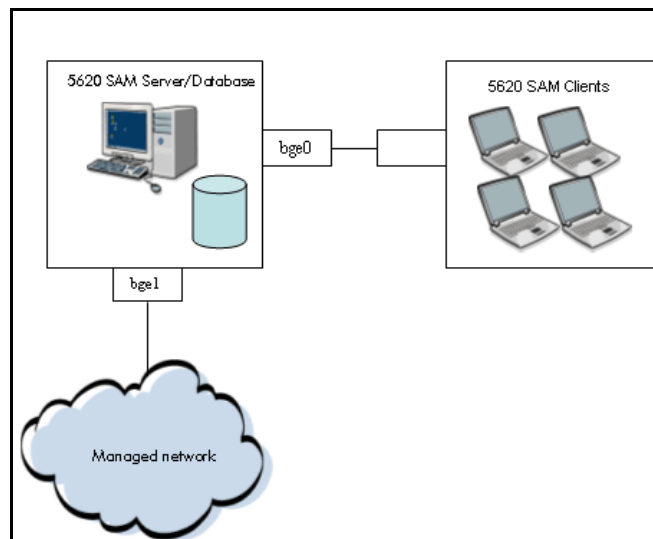 5620 SAM Server/Database
5620 SAM Clients
bge0
bge1
Managed network